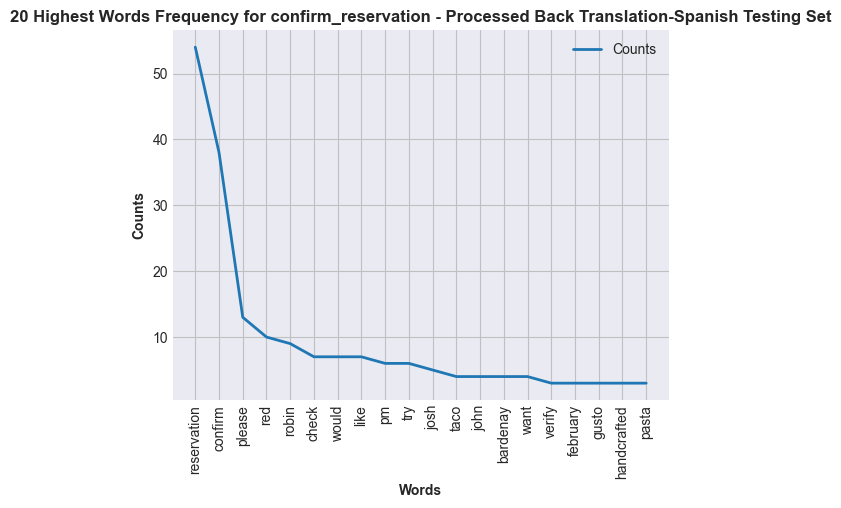 20 Highest Words Frequency for confirm_reservation - Processed Back Translation-Spanish Testing Set
Counts
50
40
30
20
10
Counts
reservation
confirm
please
red
robin
check
would
like
pm
try
josh
taco
john
bardenay
want
verify
february
gusto
handcrafted
pasta
Words